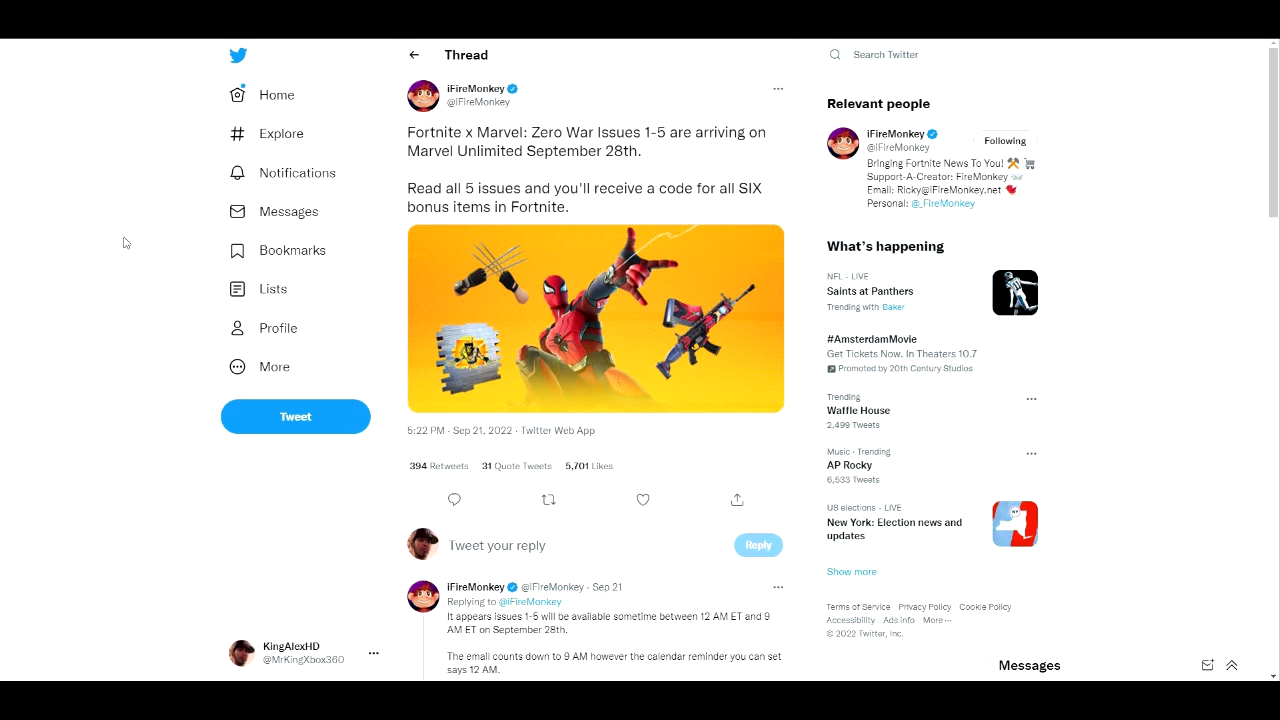 Home
Explore
Notifications
Messages
Bookmarks
Lists
Profile
More
Tweet
KingAlexHD
@MrKingXbox360
Thread
iFireMonkey
@iFireMonkey
Fortnite x Marvel: Zero War Issues 1-5 are arriving on
Marvel Unlimited September 28th.
Read all 5 issues and you'll receive a code for all SIX
bonus items in Fortnite.
5:22 PM · Sep 21, 2022 · Twitter Web App
394 Retweets 31 Quote Tweets 5,701 Likes
Tweet your reply
Reply
iFireMonkey @iFireMonkey · Sep 21
Replying to @iFireMonkey
It appears issues 1-5 will be available sometime between 12 AM ET and 9
AM ET on September 28th.
The email counts down to 9 AM however the calendar reminder you can set
says 12 AM.
Search Twitter
Relevant people
iFireMonkey
@iFireMonkey
Following
Bringing Fortnite News To You!
Support-A-Creator: FireMonkey
Email: Ricky@iFireMonkey.net
Personal: @_FireMonkey
What's happening
NFL · LIVE
Saints at Panthers
Trending with Baker
#AmsterdamMovie
Get Tickets Now. In Theaters 10.7
Promoted by 20th Century Studios
Trending
Waffle House
2,499 Tweets
Music · Trending
AP Rocky
6,533 Tweets
US elections · LIVE
New York: Election news and
updates
Show more
Terms of Service Privacy Policy Cookie Policy
Accessibility Ads info More
© 2022 Twitter, Inc.
Messages